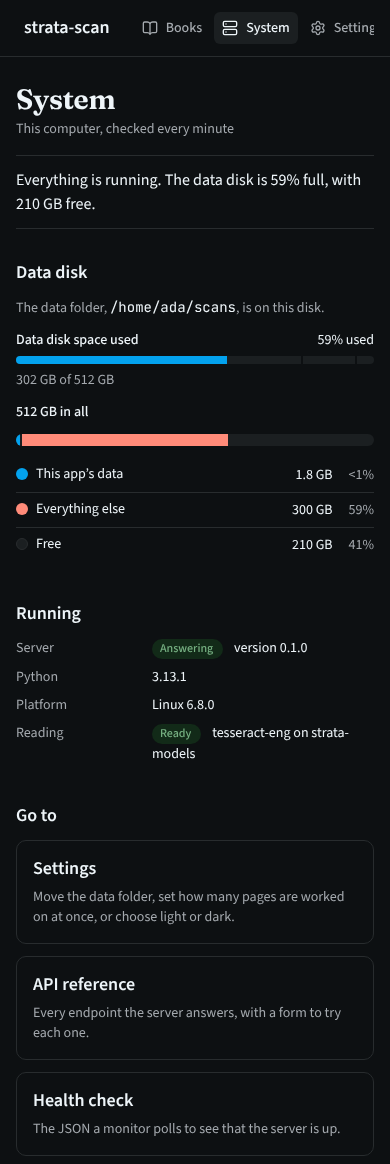 strata-scan
Books
System
Setting
System
This computer, checked every minute
Everything is running. The data disk is 59% full, with
210 GB free.
Data disk
The data folder, /home/ada/scans, is on this disk.
Data disk space used 59% used
302 GB of 512 GB
512 GB in all
This app’s data 1.8 GB <1%
Everything else 300 GB 59%
Free 210 GB 41%
Running
Server Answering version 0.1.0
Python 3.13.1
Platform Linux 6.8.0
Reading Ready tesseract-eng on strata-
models
Go to
Settings
Move the data folder, set how many pages are worked
on at once, or choose light or dark.
API reference
Every endpoint the server answers, with a form to try
each one.
Health check
The JSON a monitor polls to see that the server is up.